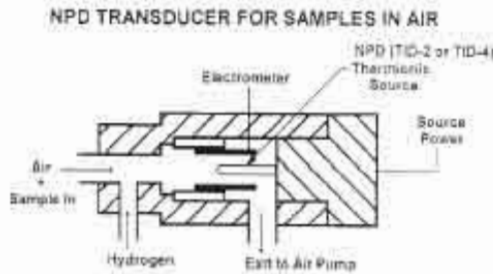 NPD TRANSDUCER FOR SAMPLES IN AIR
NPD (TID-2 or TID-4)
Thermionic
Source
Electrometer
Source
Power
Air
+
Sample In
Hydrogen
Exit to Air Pump